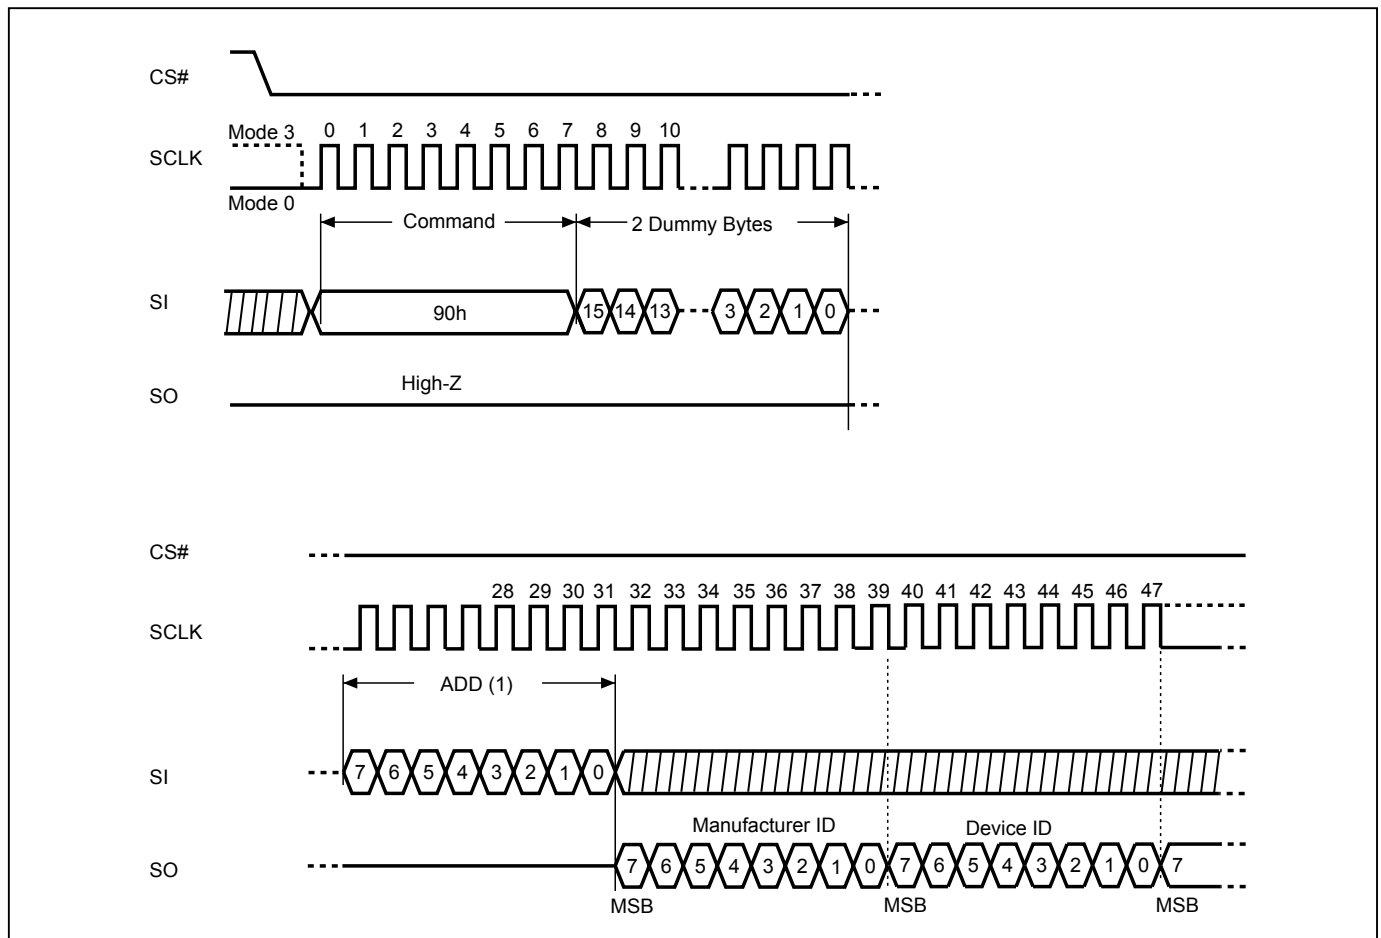 CS#
Mode 3 0 1 2 3 4 5 6 7 8 9 10
SCLK
Mode 0
Command 2 Dummy Bytes
SI 90h 15 14 13 3 2 1 0
High-Z
SO
CS#
28 29 30 31 32 33 34 35 36 37 38 39 40 41 42 43 44 45 46 47
SCLK
ADD (1)
SI 7 6 5 4 3 2 1 0
Manufacturer ID Device ID
SO 7 6 5 4 3 2 1 0 7 6 5 4 3 2 1 0 7
MSB MSB MSB